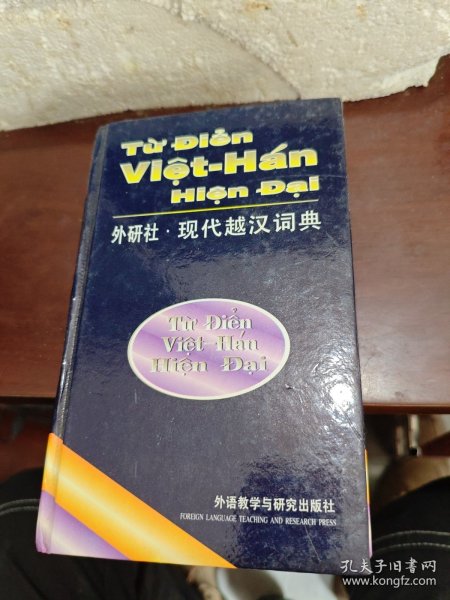 Từ Điển
Việt-Hán
Hiện Đại
外研社·现代越汉词典
Từ Điển
Việt-Hán
Hiện Đại
外语教学与研究出版社
FOREIGN LANGUAGE TEACHING AND RESEARCH PRESS
孔夫子旧书网
www.kongfz.com